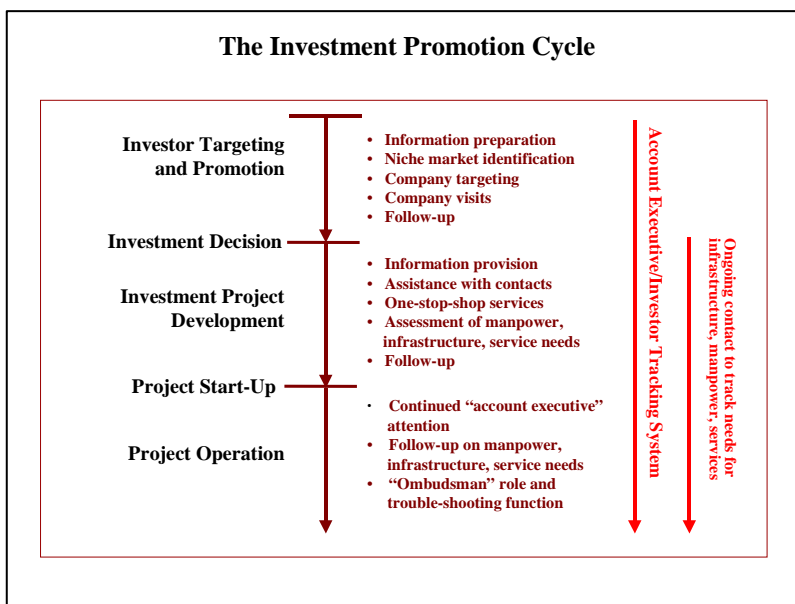 The Investment Promotion Cycle
Investor Targeting
and Promotion
• Information preparation
• Niche market identification
• Company targeting
• Company visits
• Follow-up
Investment Decision
Investment Project
Development
• Information provision
• Assistance with contacts
• One-stop-shop services
• Assessment of manpower,
infrastructure, service needs
• Follow-up
Project Start-Up
Project Operation
• Continued “account executive”
attention
• Follow-up on manpower,
infrastructure, service needs
• “Ombudsman” role and
trouble-shooting function
Account Executive/Investor Tracking System
Ongoing contact to track needs for
infrastructure, manpower, services